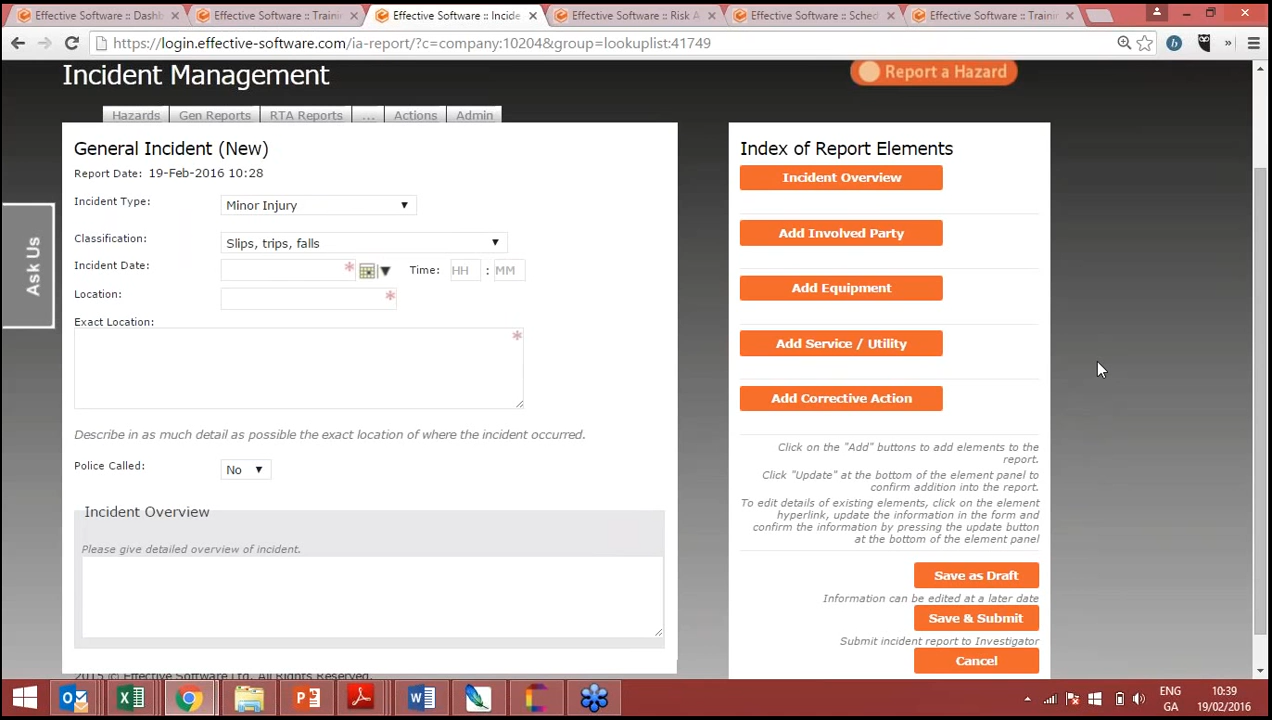 Effective Software :: Dashb
Effective Software :: Trainin
Effective Software :: Incide
Effective Software :: Risk A
Effective Software :: Sched
Effective Software :: Trainin
https://login.effective-software.com/ia-report/?c=company:10204&group=lookuplist:41749
Incident Management
Report a Hazard
Hazards
Gen Reports
RTA Reports
...
Actions
Admin
General Incident (New)
Report Date: 19-Feb-2016 10:28
Incident Type: Minor Injury
Classification: Slips, trips, falls
Incident Date: * Time: HH : MM
Location: *
Exact Location:
*
Describe in as much detail as possible the exact location of where the incident occurred.
Police Called: No
Incident Overview
Please give detailed overview of incident.
2015 (c) Effective Software Ltd. All Rights Reserved.
Ask Us
Index of Report Elements
Incident Overview
Add Involved Party
Add Equipment
Add Service / Utility
Add Corrective Action
Click on the "Add" buttons to add elements to the
report.
Click "Update" at the bottom of the element panel to
confirm addition into the report.
To edit details of existing elements, click on the element
hyperlink, update the information in the form and
confirm the information by pressing the update button
at the bottom of the element panel
Save as Draft
Information can be edited at a later date
Save & Submit
Submit incident report to Investigator
Cancel
ENG
GA
10:39
19/02/2016